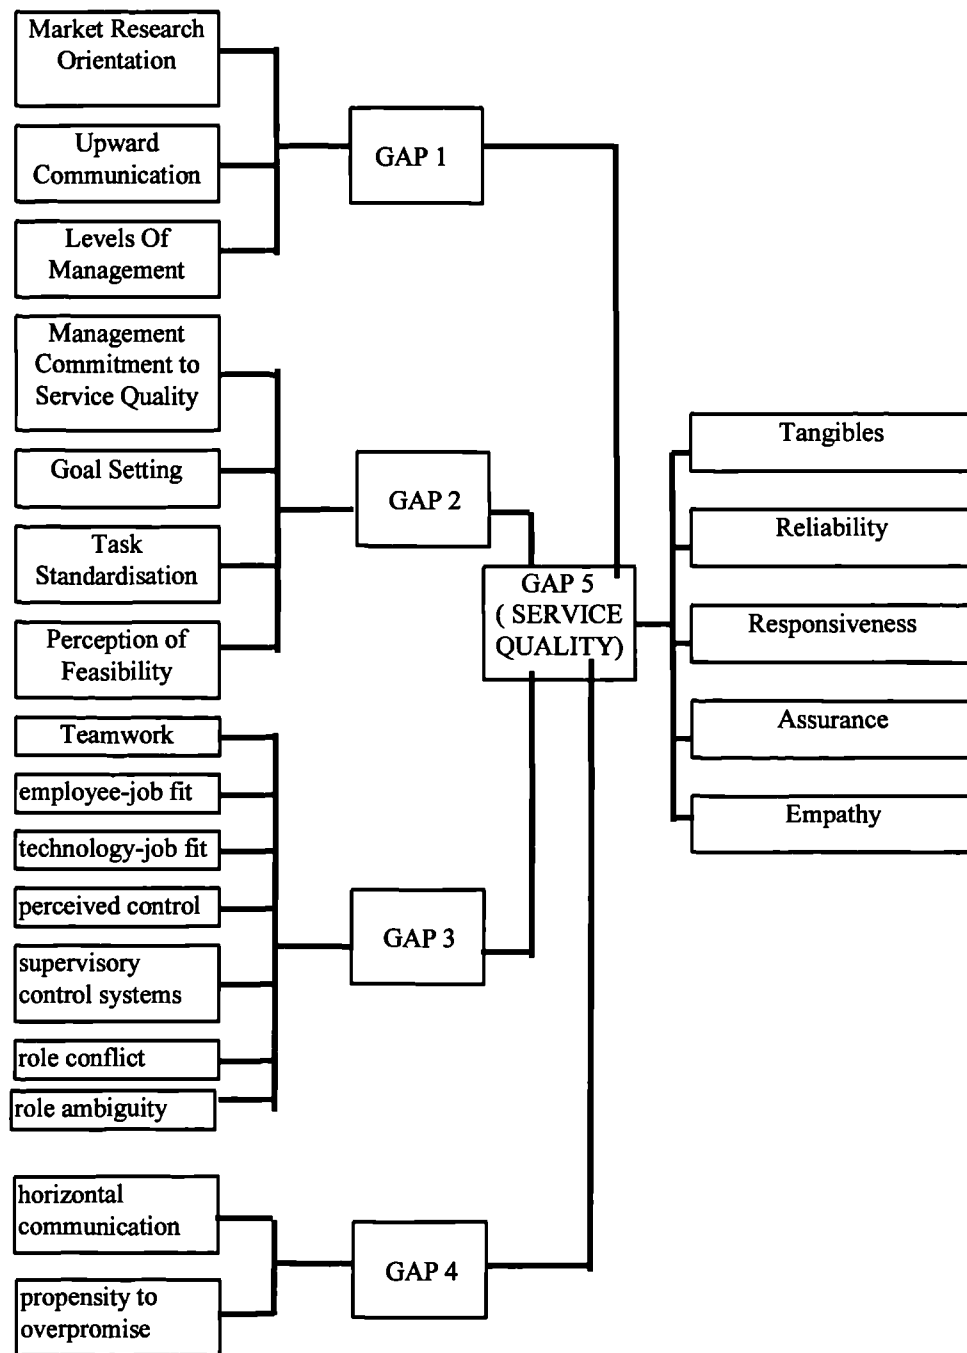 Market Research
Orientation
Upward
Communication
Levels Of
Management
GAP 1
Management
Commitment to
Service Quality
Goal Setting
Task
Standardisation
Perception of
Feasibility
GAP 2
Teamwork
employee-job fit
technology-job fit
perceived control
supervisory
control systems
role conflict
role ambiguity
GAP 3
horizontal
communication
propensity to
overpromise
GAP 4
GAP 5
( SERVICE
QUALITY)
Tangibles
Reliability
Responsiveness
Assurance
Empathy